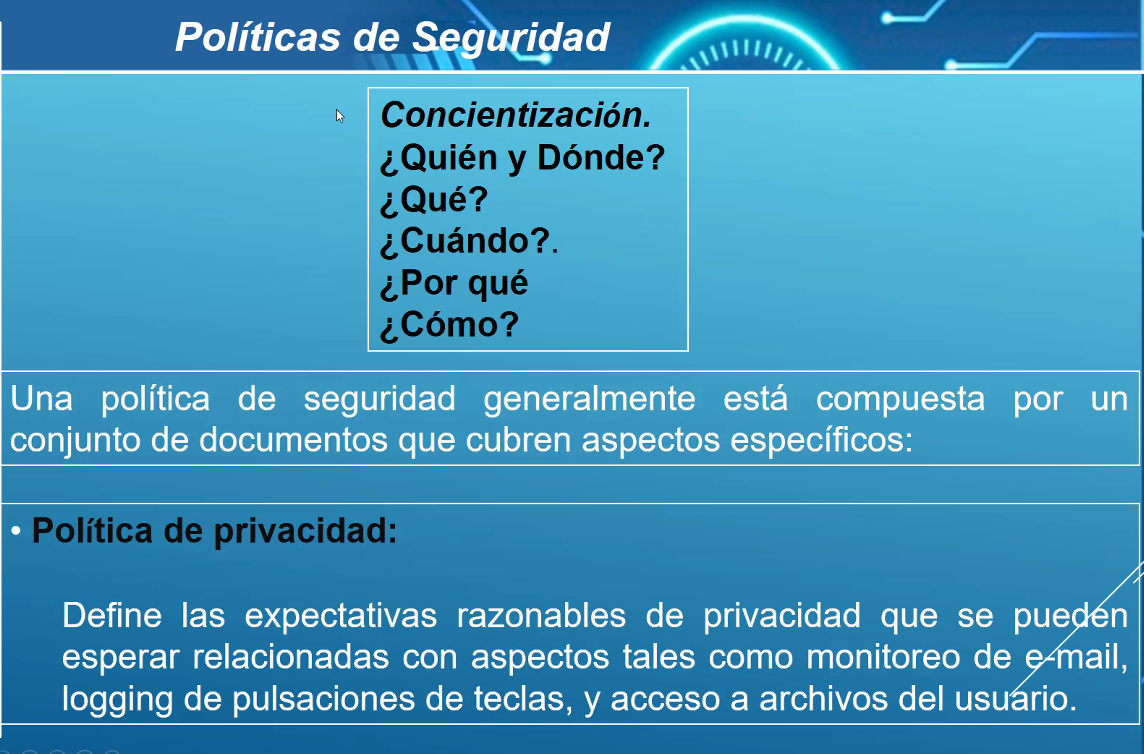 Políticas de Seguridad
Concientización.
¿Quién y Dónde?
¿Qué?
¿Cuándo?.
¿Por qué
¿Cómo?
Una política de seguridad generalmente está compuesta por un
conjunto de documentos que cubren aspectos específicos:
• Política de privacidad:
Define las expectativas razonables de privacidad que se pueden
esperar relacionadas con aspectos tales como monitoreo de e-mail,
logging de pulsaciones de teclas, y acceso a archivos del usuario.